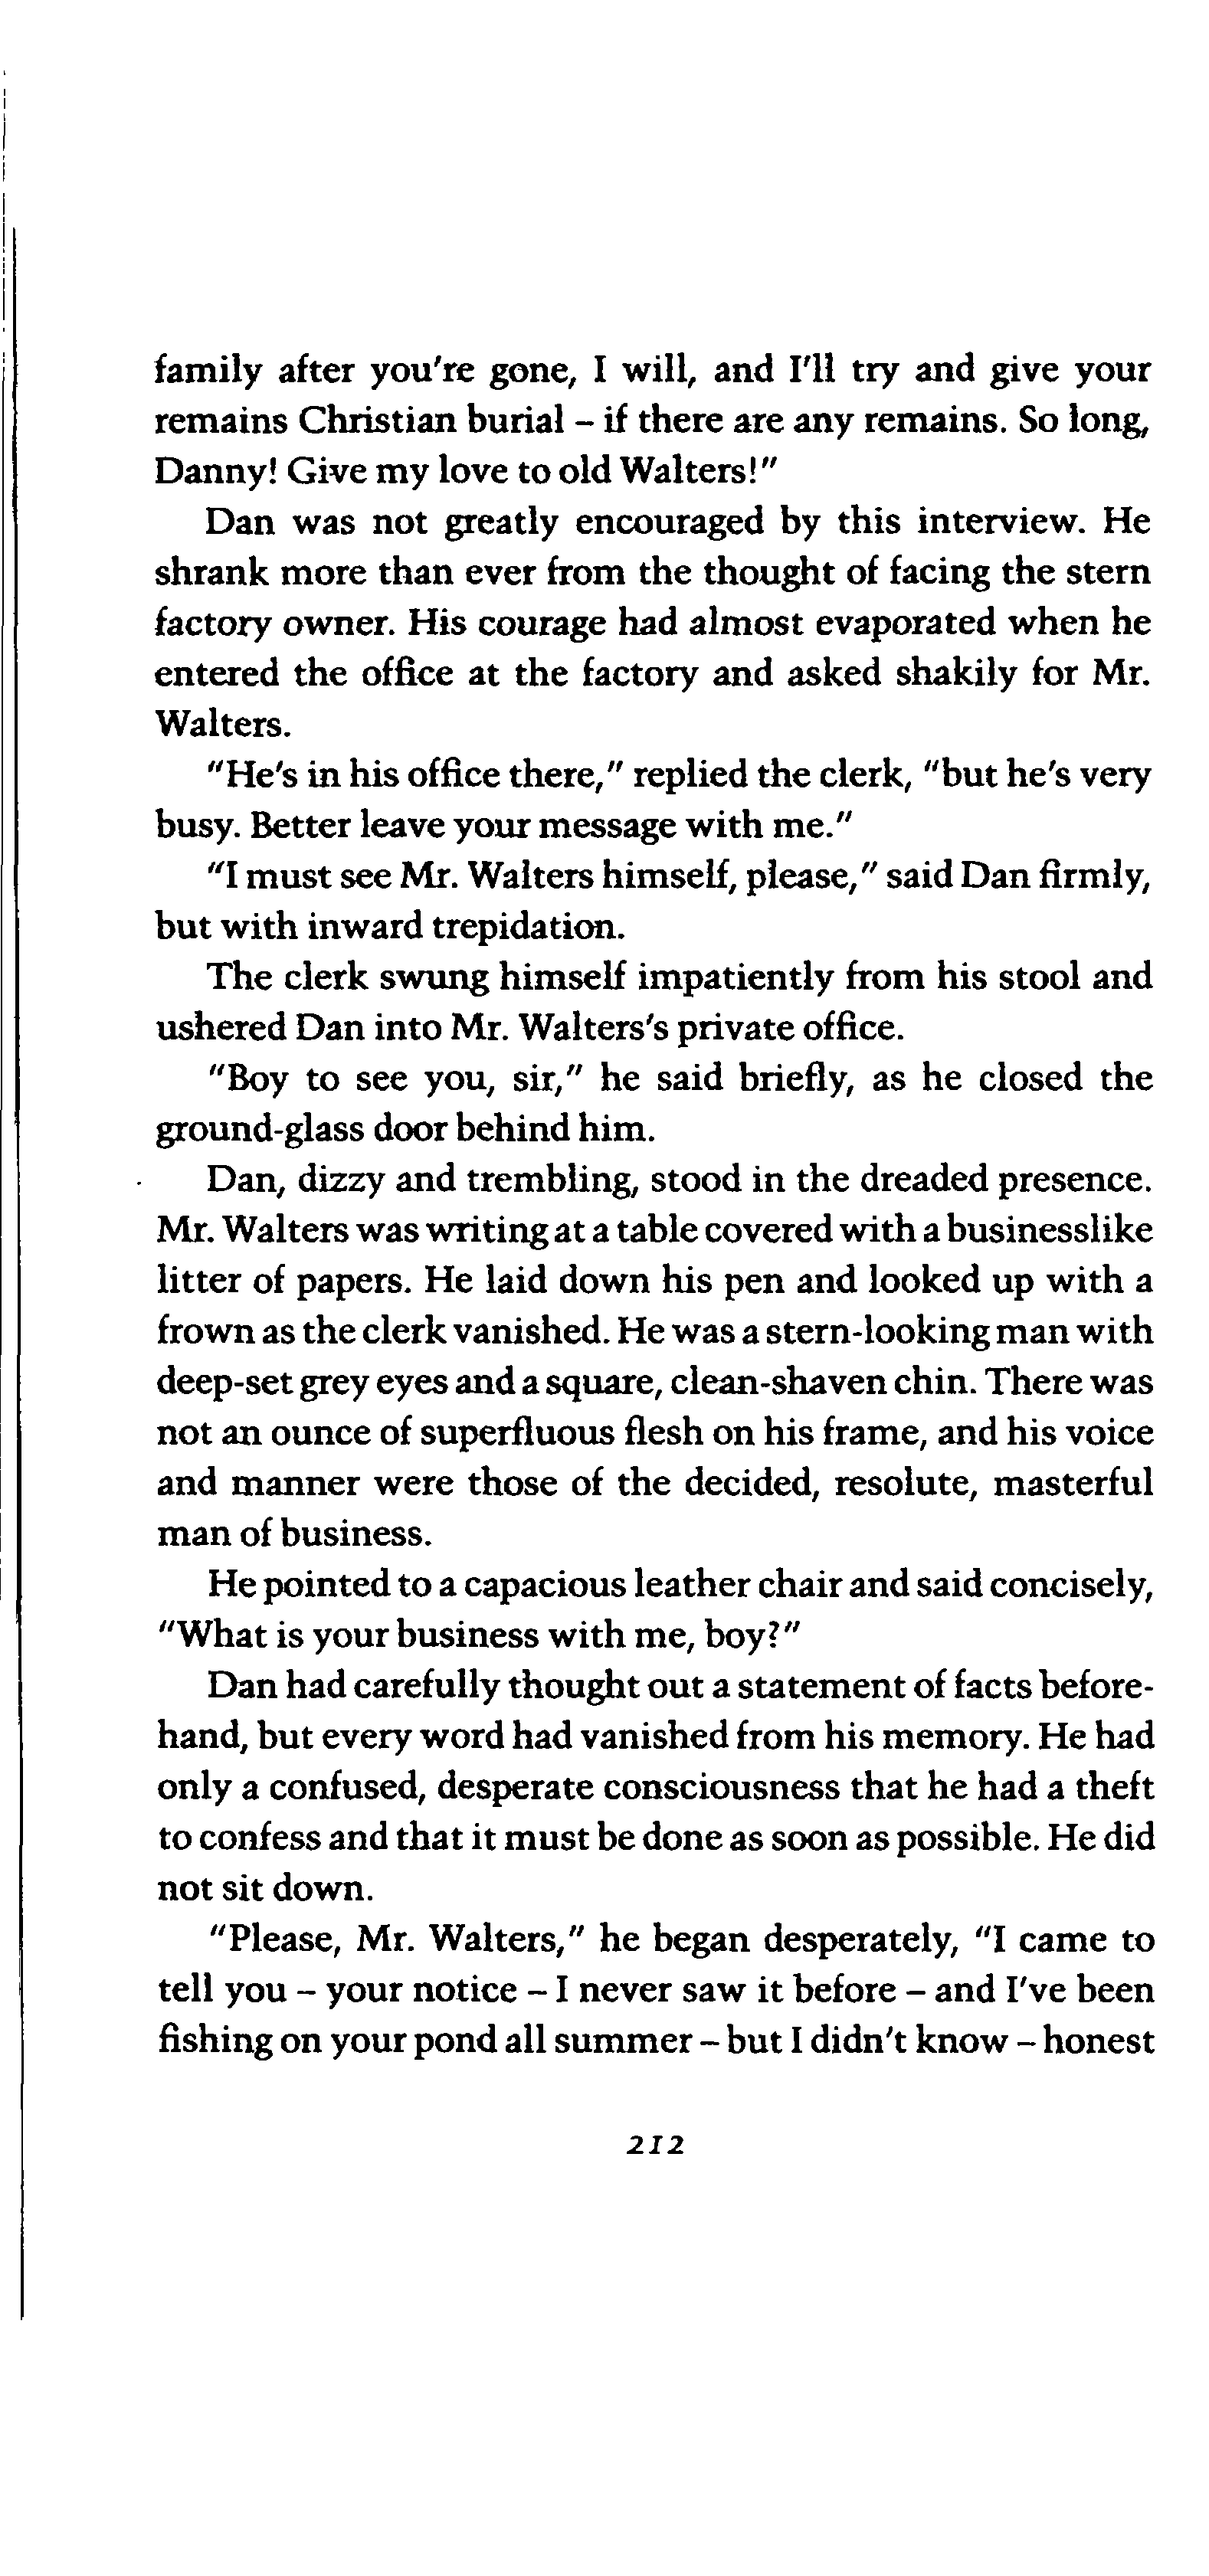 family after you're gone, I will, and I'll try and give your
remains Christian burial – if there are any remains. So long,
Danny! Give my love to old Walters!"
Dan was not greatly encouraged by this interview. He
shrank more than ever from the thought of facing the stern
factory owner. His courage had almost evaporated when he
entered the office at the factory and asked shakily for Mr.
Walters.
"He's in his office there," replied the clerk, "but he's very
busy. Better leave your message with me."
"I must see Mr. Walters himself, please," said Dan firmly,
but with inward trepidation.
The clerk swung himself impatiently from his stool and
ushered Dan into Mr. Walters's private office.
"Boy to see you, sir," he said briefly, as he closed the
ground-glass door behind him.
Dan, dizzy and trembling, stood in the dreaded presence.
Mr. Walters was writing at a table covered with a businesslike
litter of papers. He laid down his pen and looked up with a
frown as the clerk vanished. He was a stern-looking man with
deep-set grey eyes and a square, clean-shaven chin. There was
not an ounce of superfluous flesh on his frame, and his voice
and manner were those of the decided, resolute, masterful
man of business.
He pointed to a capacious leather chair and said concisely,
"What is your business with me, boy?"
Dan had carefully thought out a statement of facts before-
hand, but every word had vanished from his memory. He had
only a confused, desperate consciousness that he had a theft
to confess and that it must be done as soon as possible. He did
not sit down.
"Please, Mr. Walters," he began desperately, "I came to
tell you – your notice – I never saw it before – and I've been
fishing on your pond all summer – but I didn't know – honest
212